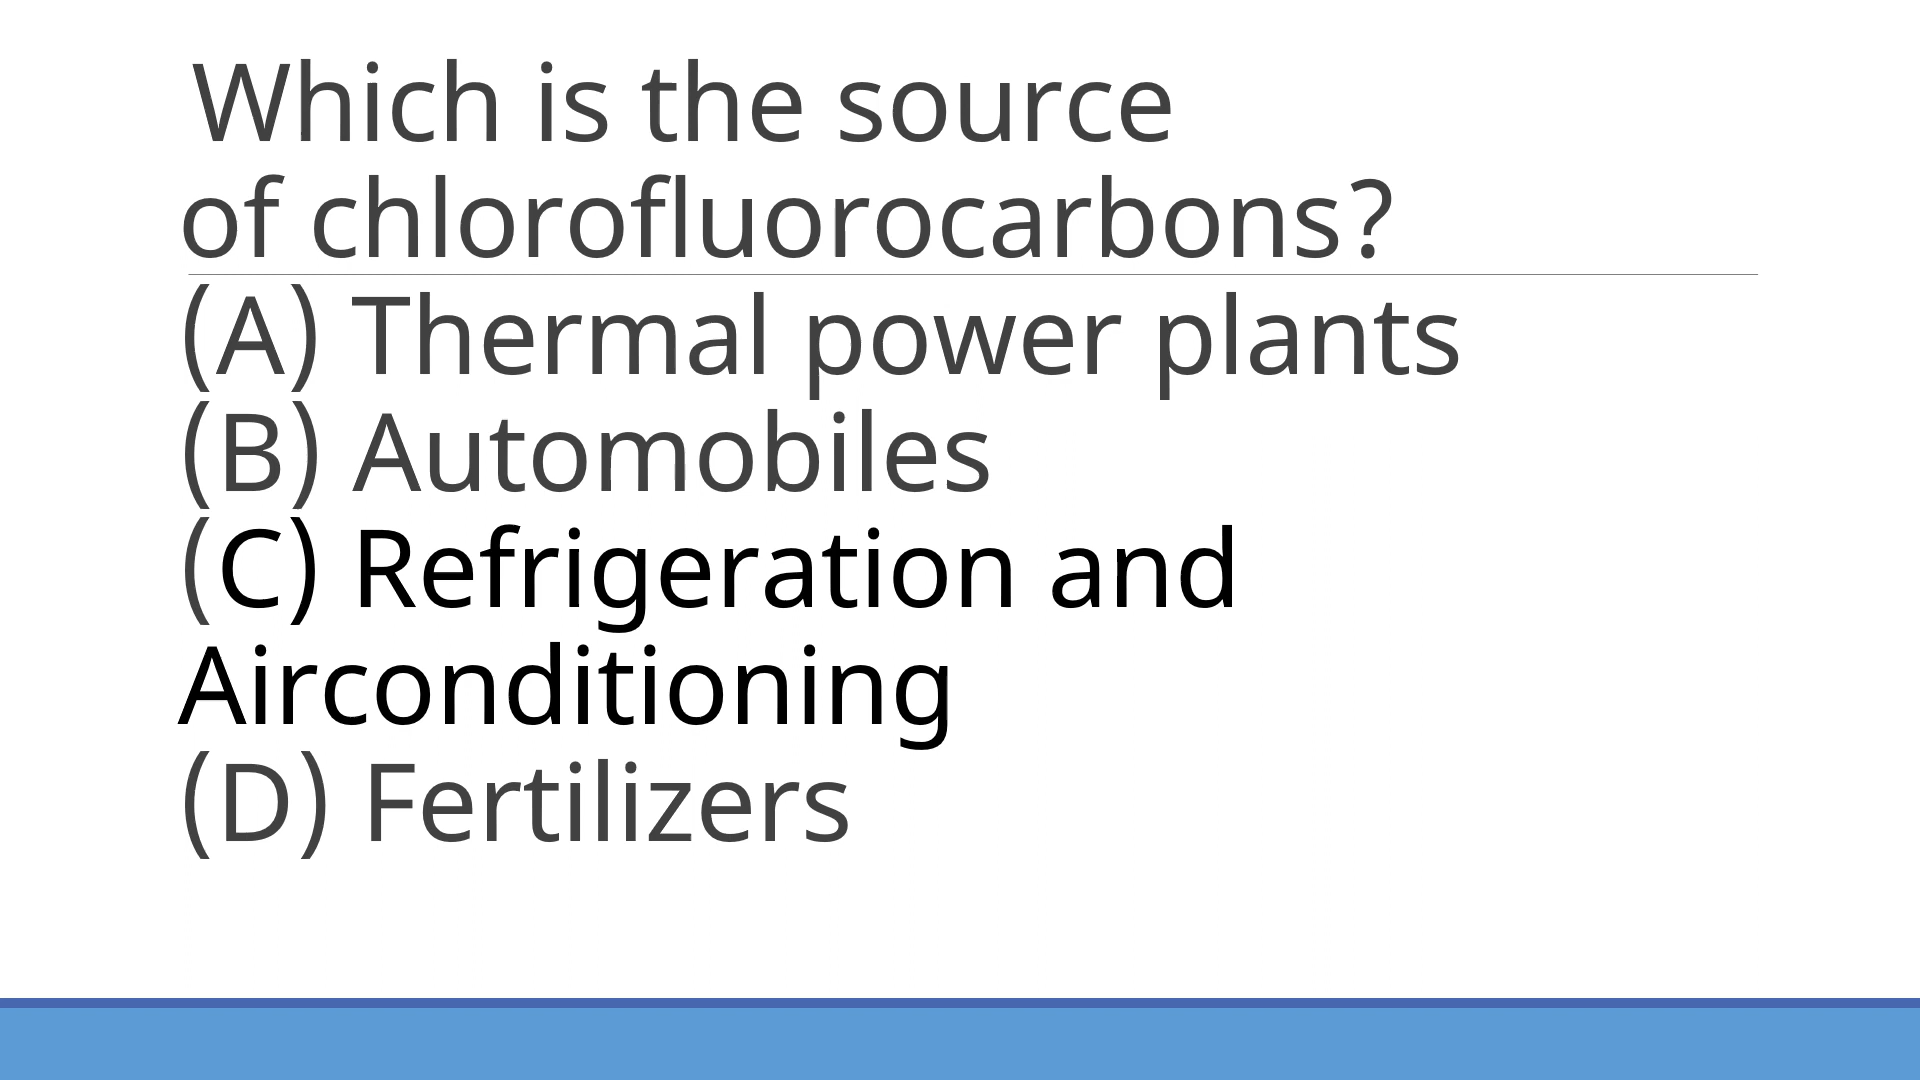 Which is the source
of chlorofluorocarbons?
(A) Thermal power plants
(B) Automobiles
(C) Refrigeration and
Airconditioning
(D) Fertilizers